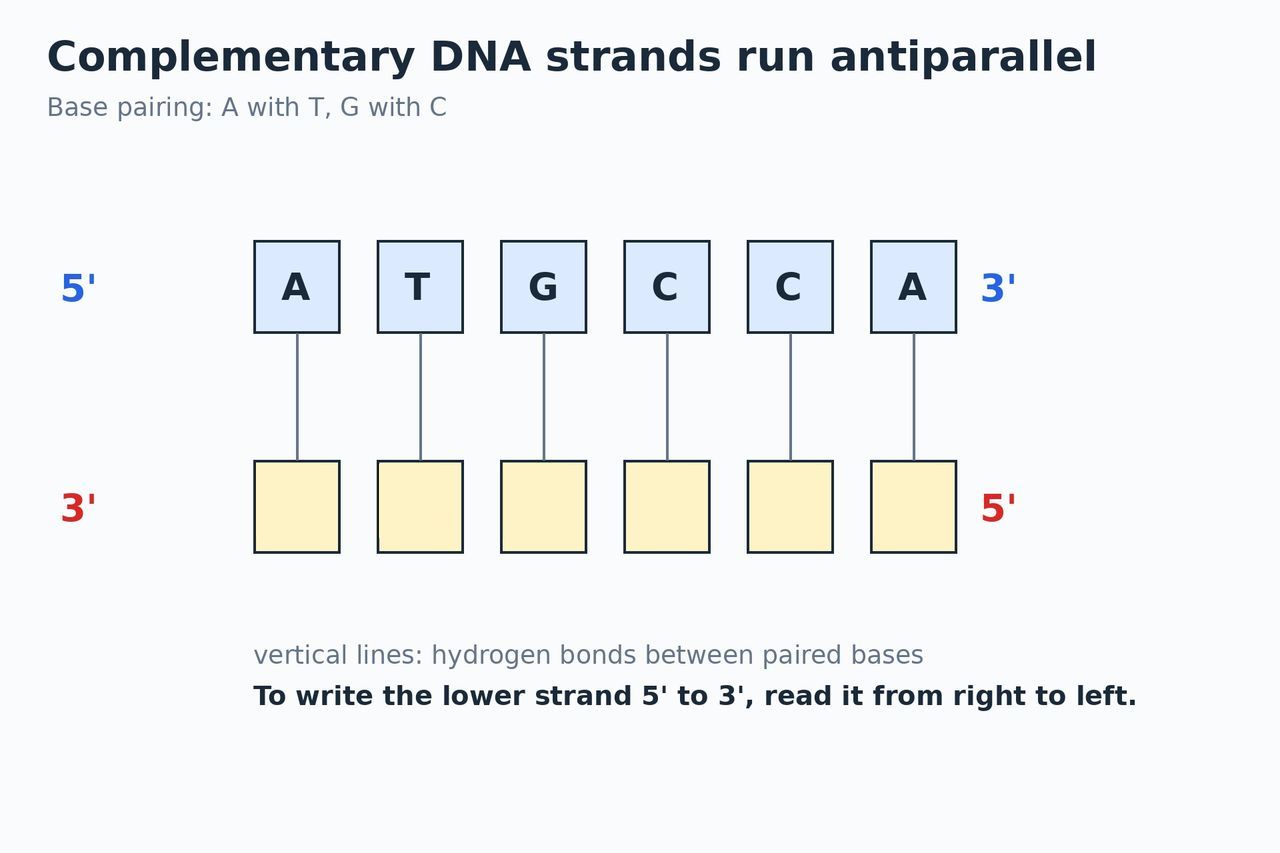 Complementary DNA strands run antiparallel
Base pairing: A with T, G with C
5' A T G C C A 3'
3' 5'
vertical lines: hydrogen bonds between paired bases
To write the lower strand 5' to 3', read it from right to left.